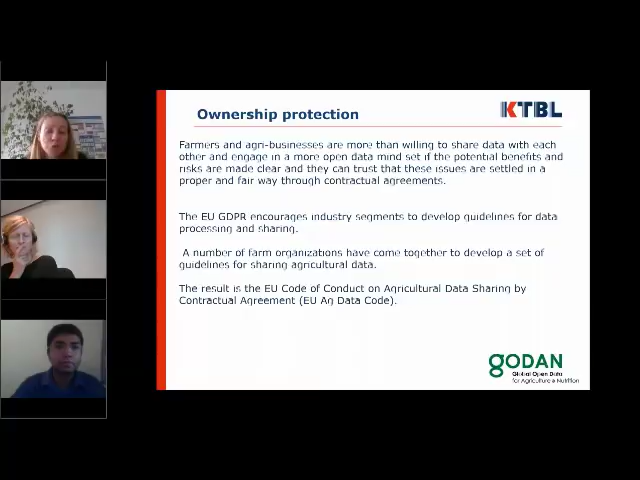 Ownership protection
KTBL
Farmers and agri-businesses are more than willing to share data with each
other and engage in a more open data mind set if the potential benefits and
risks are made clear and they can trust that these issues are settled in a
proper and fair way through contractual agreements.
The EU GDPR encourages industry segments to develop guidelines for data
processing and sharing.
A number of farm organizations have come together to develop a set of
guidelines for sharing agricultural data.
The result is the EU Code of Conduct on Agricultural Data Sharing by
Contractual Agreement (EU Ag Data Code).
GODAN
Global Open Data
for Agriculture & Nutrition